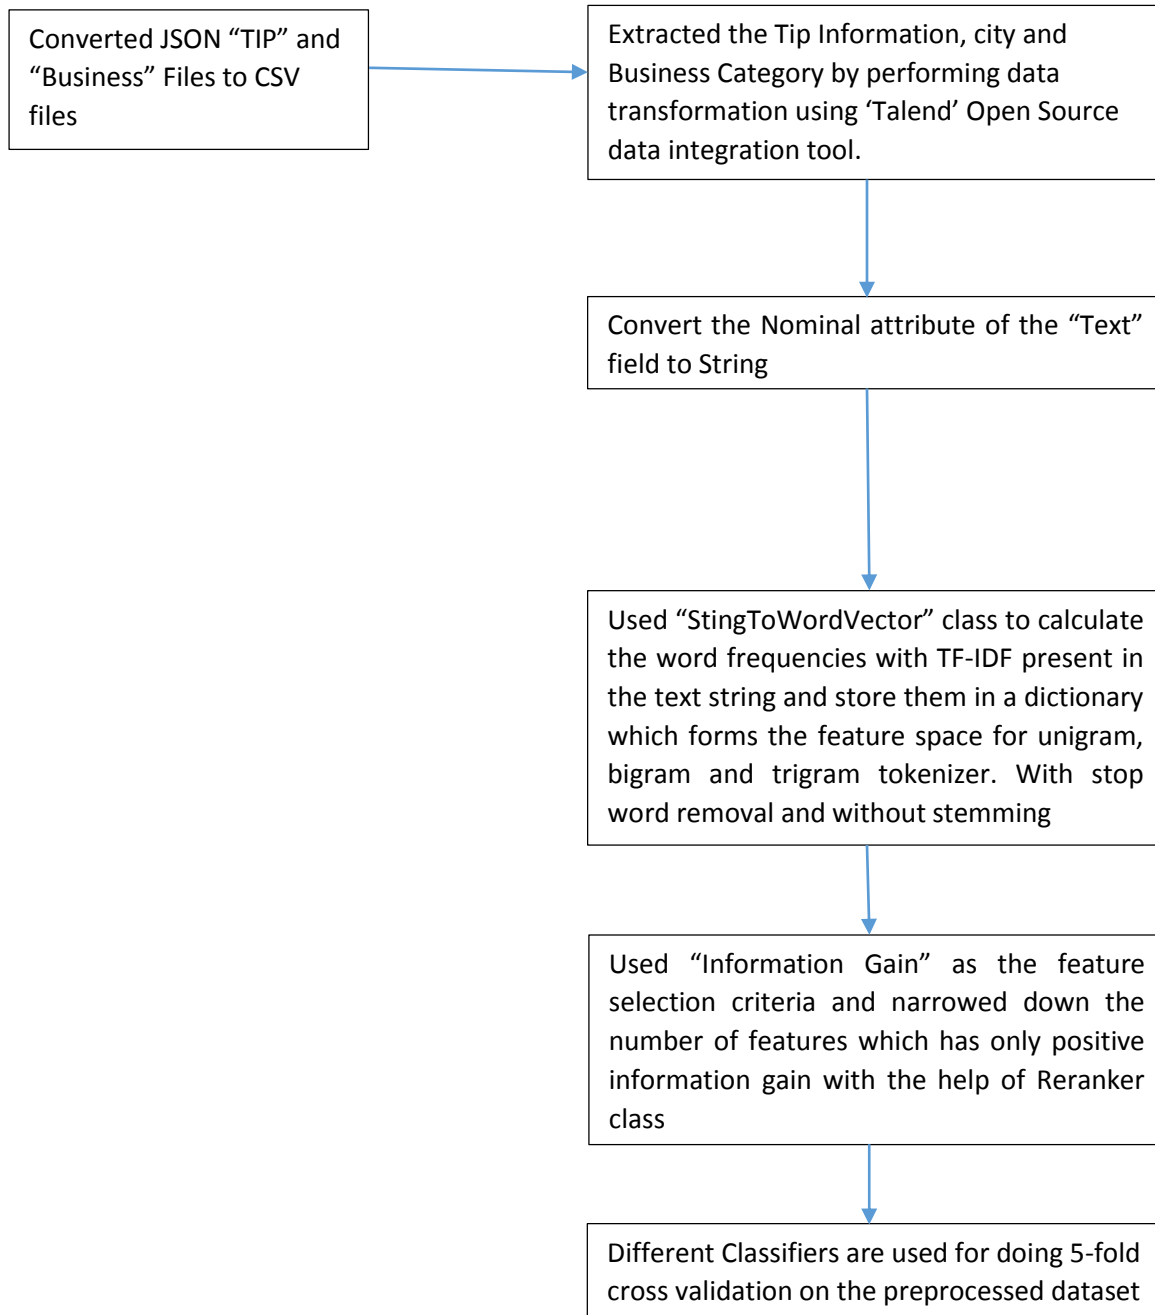 Converted JSON “TIP” and
“Business” Files to CSV
files
Extracted the Tip Information, city and
Business Category by performing data
transformation using ‘Talend’ Open Source
data integration tool.
Convert the Nominal attribute of the “Text”
field to String
Used “StingToWordVector” class to calculate
the word frequencies with TF-IDF present in
the text string and store them in a dictionary
which forms the feature space for unigram,
bigram and trigram tokenizer. With stop
word removal and without stemming
Used “Information Gain” as the feature
selection criteria and narrowed down the
number of features which has only positive
information gain with the help of Reranker
class
Different Classifiers are used for doing 5-fold
cross validation on the preprocessed dataset